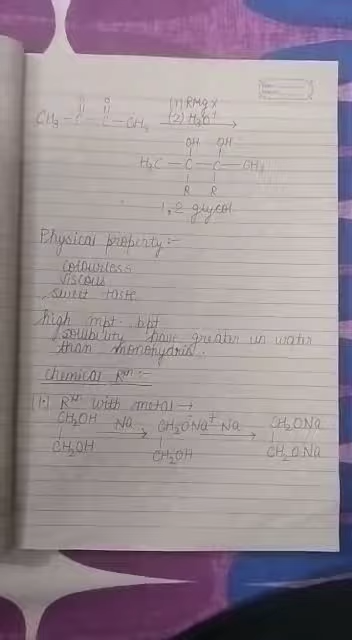 O O
CH3 - C - C - CH3 (1) RMgX
(2) H3O+
OH OH
H3C - C - C - CH3
R R
1,2 glycol
Physical property:-
colourless
viscous
sweet taste
high mpt. bpt
solubility have greater in water
than monohydric.
Chemical Rxn:-
(1.) Rxn with metal →
CH2OH Na → CH2O-Na+ Na → CH2ONa
CH2OH CH2OH CH2ONa